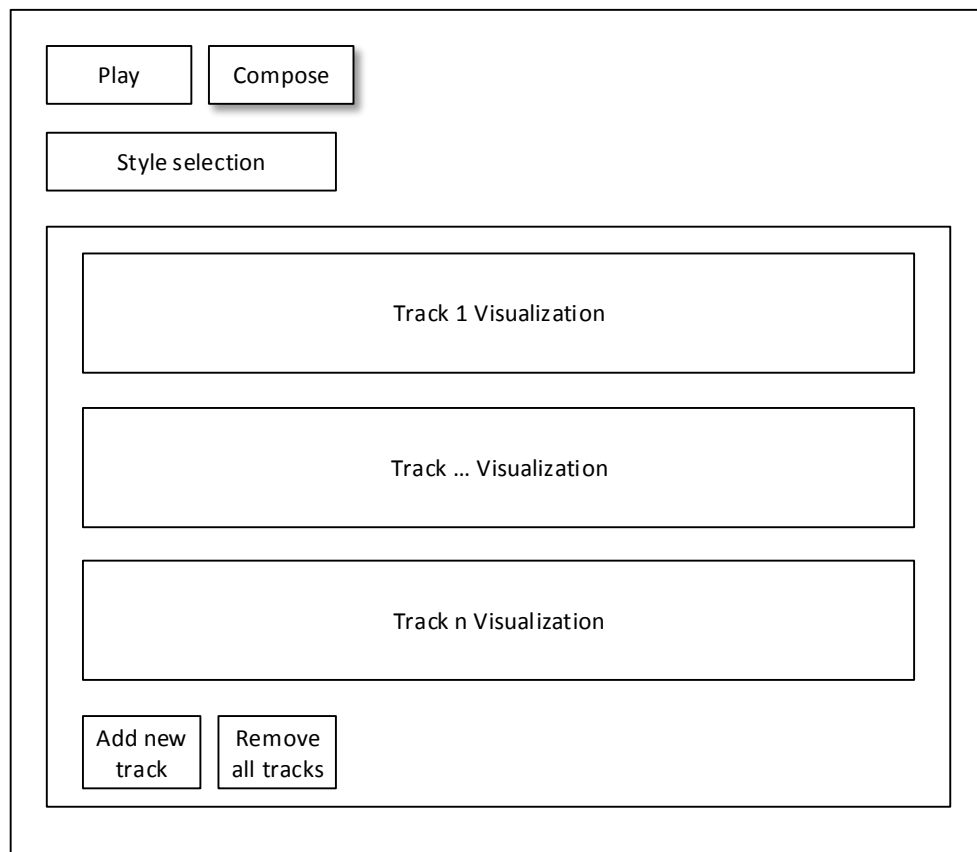 Play
Compose
Style selection
Track 1 Visualization
Track ... Visualization
Track n Visualization
Add new
track
Remove
all tracks